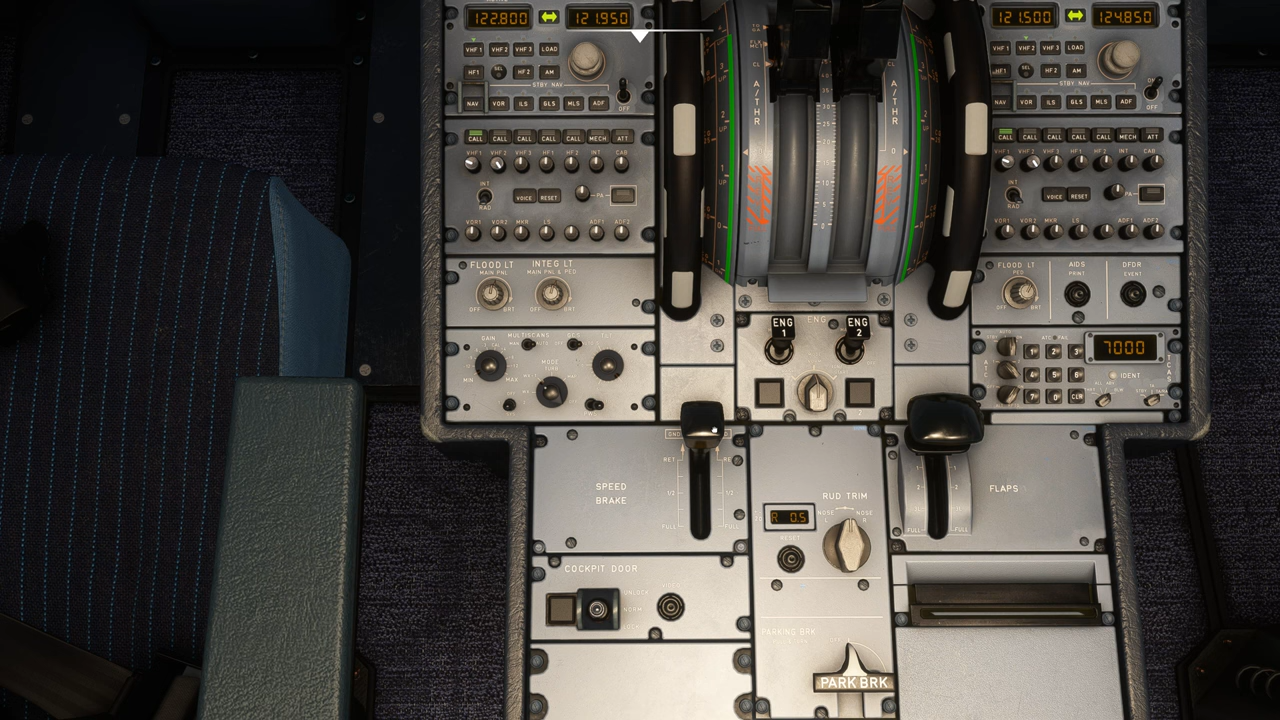 122.800 121.950
VHF1 VHF2 VHF3 LOAD
HF1 SEL HF2 AM
STBY NAV
NAV VOR ILS GLS MLS ADF
OFF
CALL CALL CALL CALL CALL MECH ATT
VHF1 VHF2 VHF3 HF1 HF2 INT CAB
INT
RAD
VOICE RESET
PA
VOR1 VOR2 MKR LS ADF1 ADF2
FLOOD LT INTEG LT
MAIN PNL MAIN PNL & PED
OFF BRT OFF BRT
GAIN MULTISCAN
MODE
MIN MAX
TURB
A/THR A/THR
CL CL
ENG
ENG
1
ENG
2
121.500 124.850
VHF1 VHF2 VHF3 LOAD
HF1 SEL HF2 AM
STBY NAV
NAV VOR ILS GLS MLS ADF
OFF
CALL CALL CALL CALL CALL MECH ATT
VHF1 VHF2 VHF3 HF1 HF2 INT CAB
INT
RAD
VOICE RESET
PA
VOR1 VOR2 MKR LS ADF1 ADF2
FLOOD LT AIDS DFDR
PED PRINT EVENT
OFF BRT
7000
1 2 3
4 5 6
7 0 CLR
IDENT
ATC
TCAS
SPEED
BRAKE
RET RET
1/2 1/2
FULL FULL
RUD TRIM
R 0.5
NOSE NOSE
R
RESET
FLAPS
FULL FULL
COCKPIT DOOR
VIDEO
UNLOCK
NORM
LOCK
PARKING BRK
PARK BRK